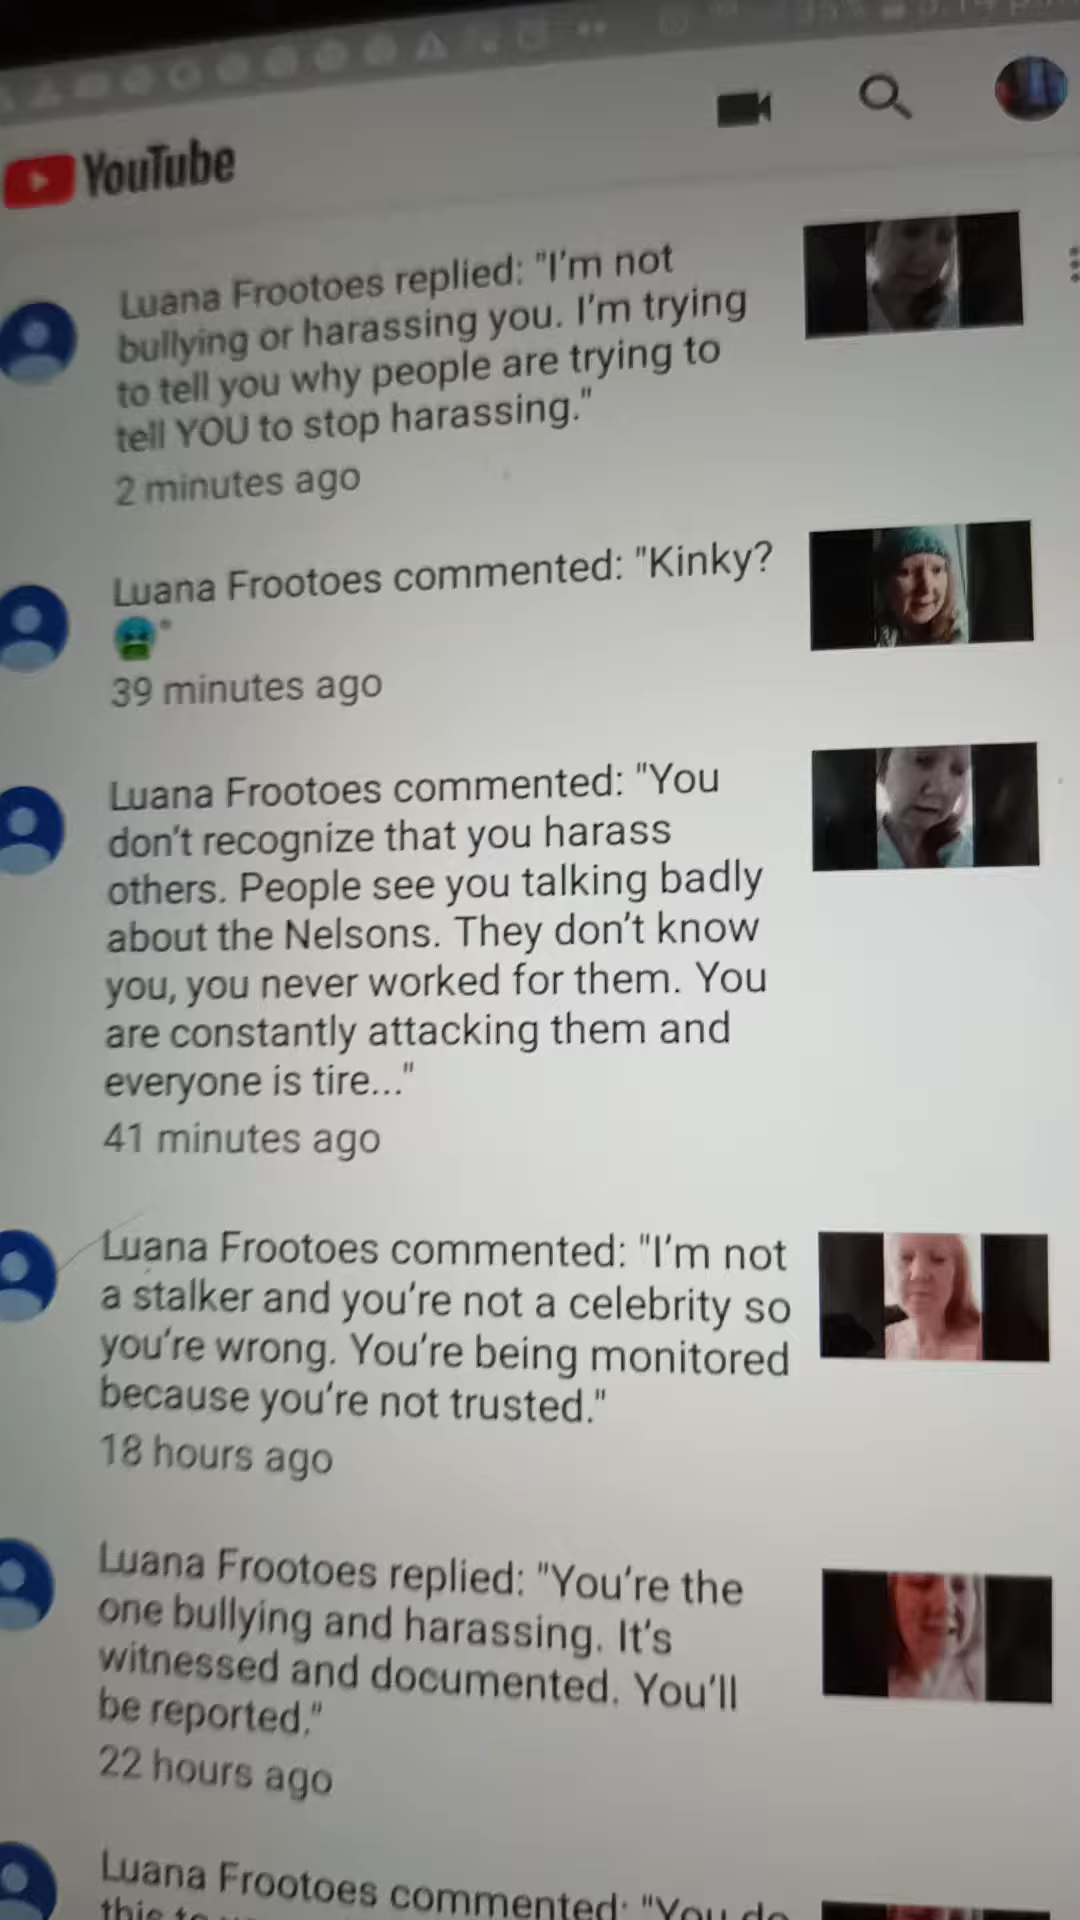 YouTube
Luana Frootoes replied: "I'm not
bullying or harassing you. I'm trying
to tell you why people are trying to
tell YOU to stop harassing."
2 minutes ago
Luana Frootoes commented: "Kinky?
🤮"
39 minutes ago
Luana Frootoes commented: "You
don't recognize that you harass
others. People see you talking badly
about the Nelsons. They don't know
you, you never worked for them. You
are constantly attacking them and
everyone is tire..."
41 minutes ago
Luana Frootoes commented: "I'm not
a stalker and you're not a celebrity so
you're wrong. You're being monitored
because you're not trusted."
18 hours ago
Luana Frootoes replied: "You're the
one bullying and harassing. It's
witnessed and documented. You'll
be reported."
22 hours ago
Luana Frootoes commented: "You do
this